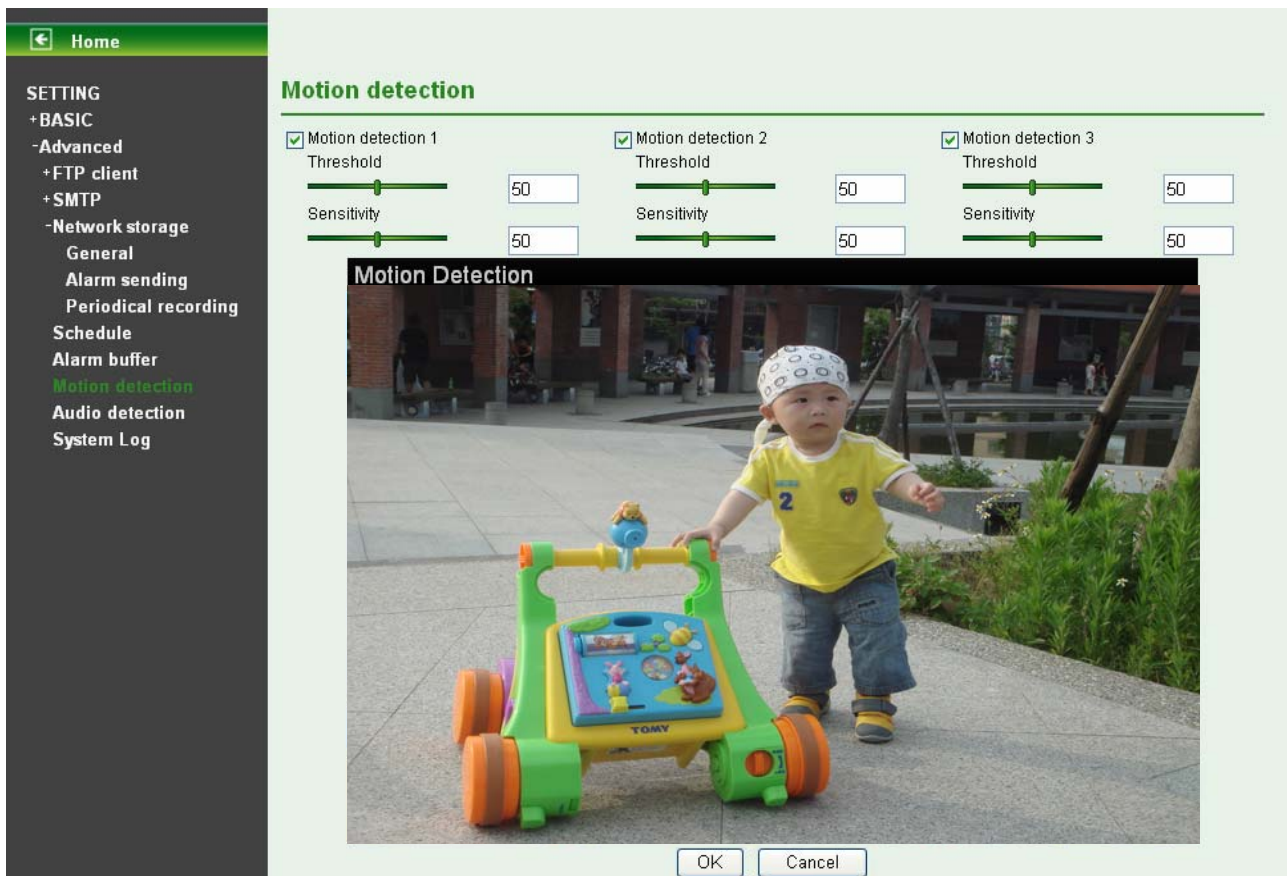 Home
SETTING
+BASIC
-Advanced
+FTP client
+SMTP
-Network storage
General
Alarm sending
Periodical recording
Schedule
Alarm buffer
Motion detection
Audio detection
System Log
Motion detection
Motion detection 1
Threshold
50
Sensitivity
50
Motion detection 2
Threshold
50
Sensitivity
50
Motion detection 3
Threshold
50
Sensitivity
50
Motion Detection
2
TOMY
OK
Cancel